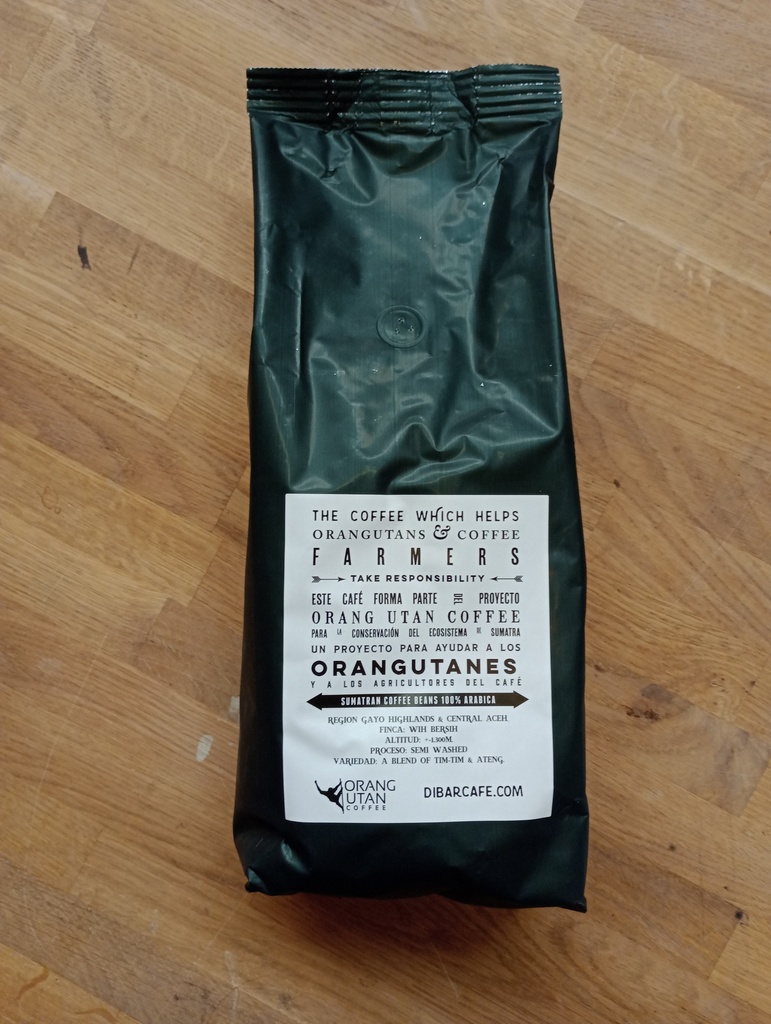 THE COFFEE WHICH HELPS
ORANGUTANS & COFFEE
FARMERS
TAKE RESPONSIBILITY
ESTE CAFÉ FORMA PARTE DEL PROYECTO
ORANG UTAN COFFEE
PARA LA CONSERVACIÓN DEL ECOSISTEMA DE SUMATRA
UN PROYECTO PARA AYUDAR A LOS
ORANGUTANES
Y A LOS AGRICULTORES DEL CAFÉ
SUMATRAN COFFEE BEANS 100% ARABICA
REGION GAYO HIGHLANDS & CENTRAL ACEH.
FINCA: WIH BERSIH
ALTITUD: +-1300M.
PROCESO: SEMI WASHED
VARIEDAD: A BLEND OF TIM-TIM & ATENG.
ORANG
UTAN
COFFEE
DIBARCAFE.COM